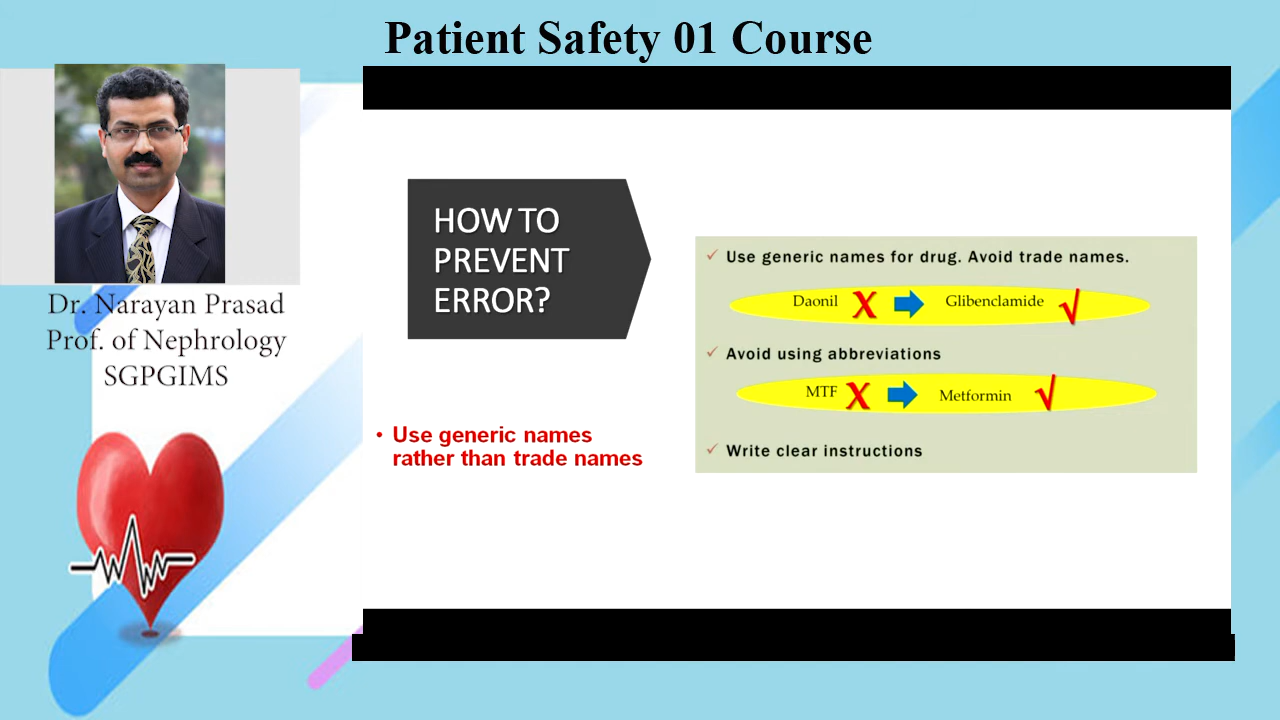 Patient Safety 01 Course
Dr. Narayan Prasad
Prof. of Nephrology
SGPGIMS
HOW TO
PREVENT
ERROR?
• Use generic names
rather than trade names
✓ Use generic names for drug. Avoid trade names.
Daonil X Glibenclamide √
✓ Avoid using abbreviations
MTF X Metformin √
✓ Write clear instructions